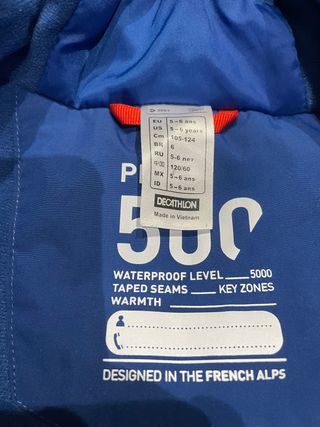 EU 5-6 ans
US 5-6 years
Cm 105-124
BR 6
RU 5-6 лет
中国 120/60
MX 5-6 ans
ID 5-6 ans
DECATHLON
Made in Vietnam
500
WATERPROOF LEVEL 5000
TAPED SEAMS KEY ZONES
WARMTH
DESIGNED IN THE FRENCH ALPS